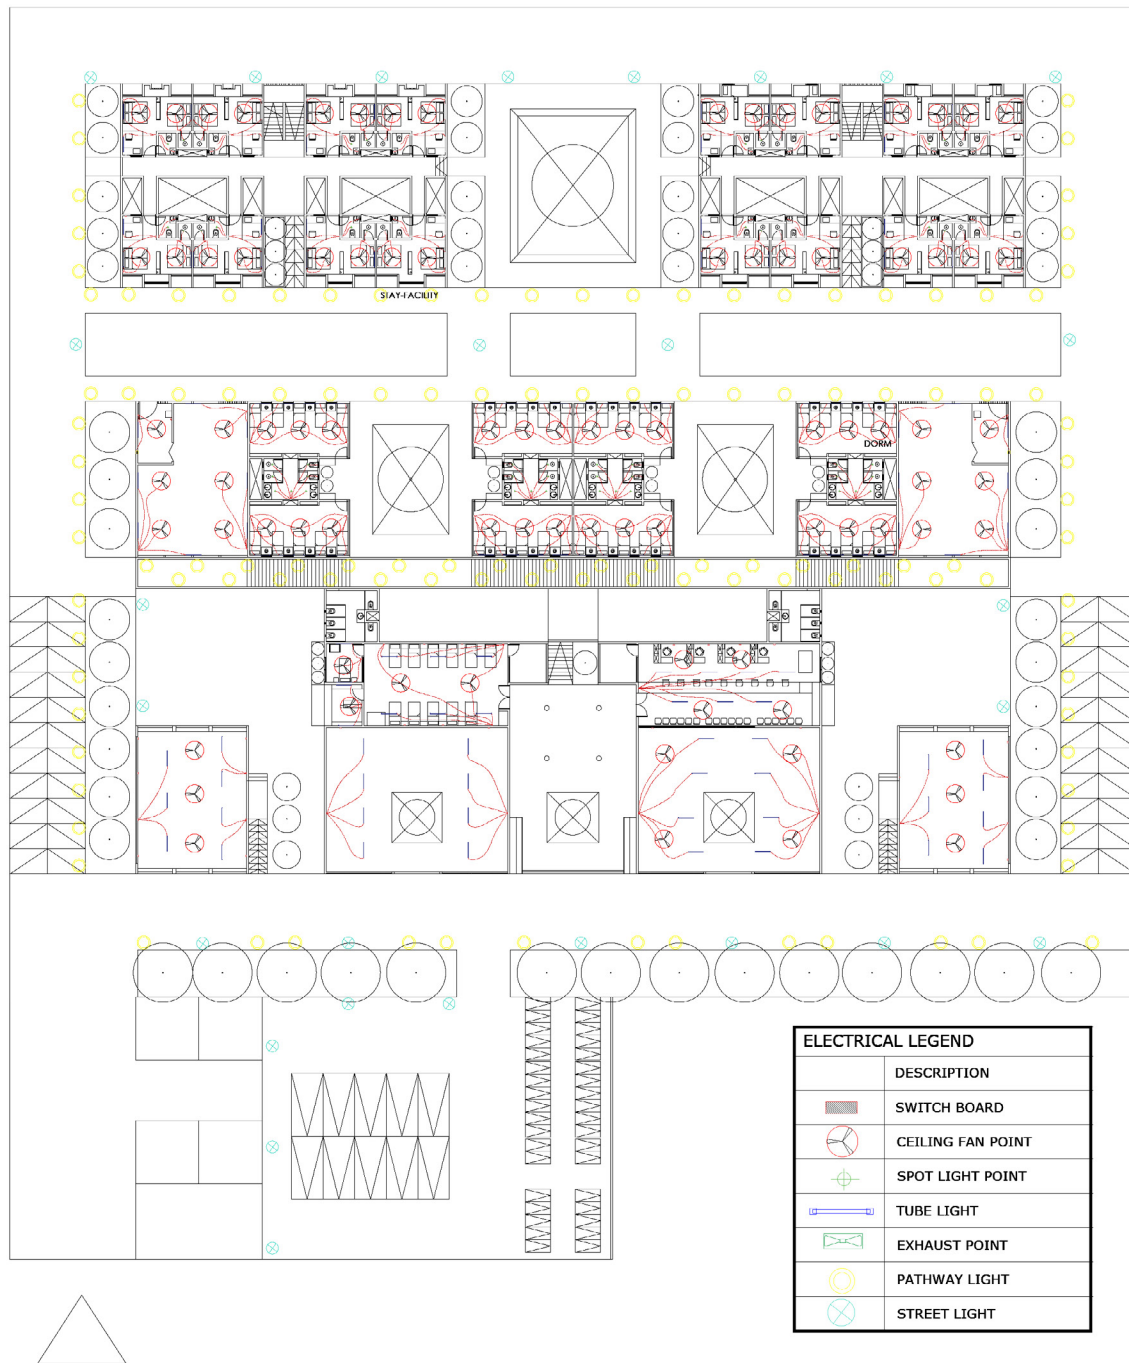 STAY-FACILITY
DORM
ELECTRICAL LEGEND
DESCRIPTION
SWITCH BOARD
CEILING FAN POINT
SPOT LIGHT POINT
TUBE LIGHT
EXHAUST POINT
PATHWAY LIGHT
STREET LIGHT